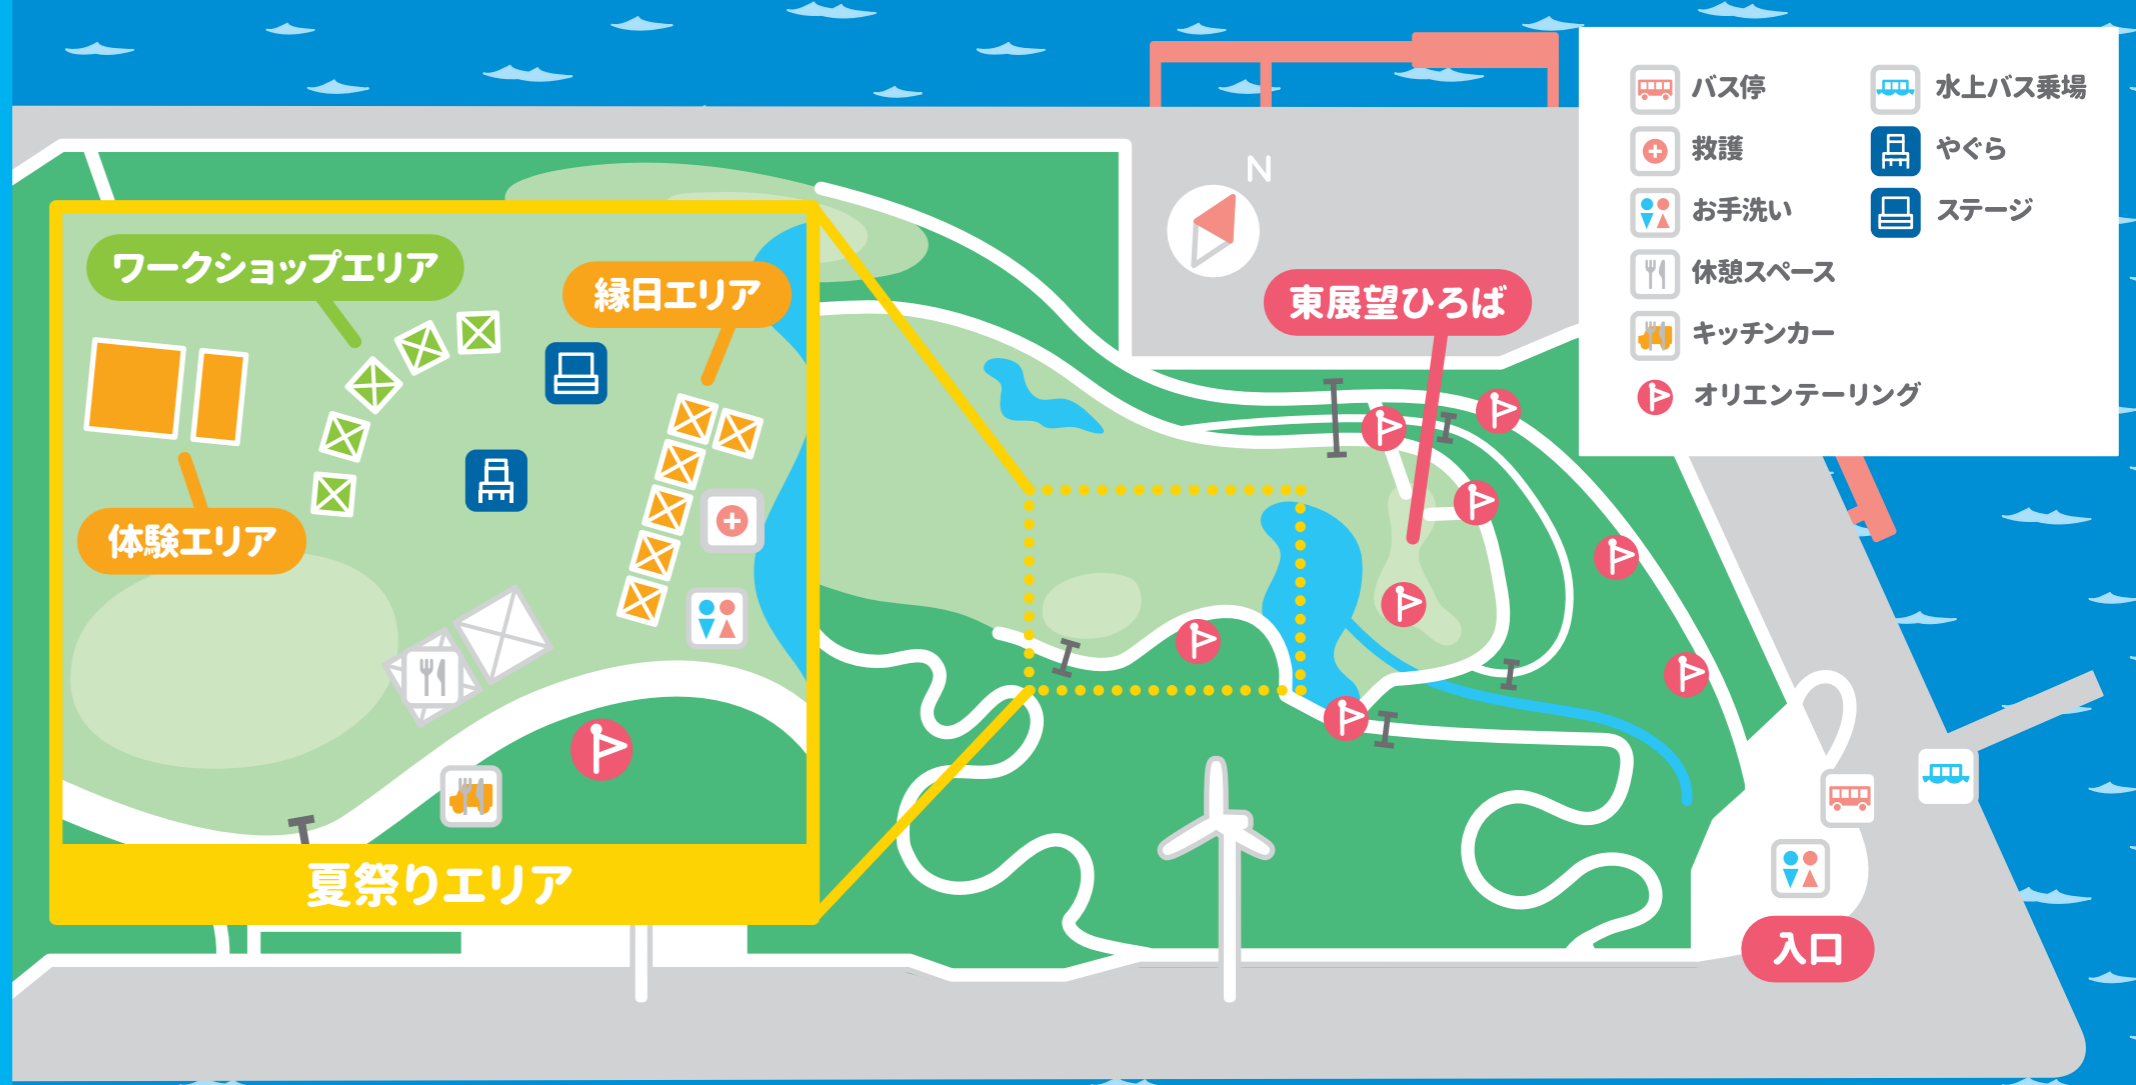 バス停
水上バス乗場
救護
やぐら
お手洗い
ステージ
休憩スペース
キッチンカー
オリエンテーリング
N
東展望ひろば
ワークショップエリア
縁日エリア
体験エリア
夏祭りエリア
入口